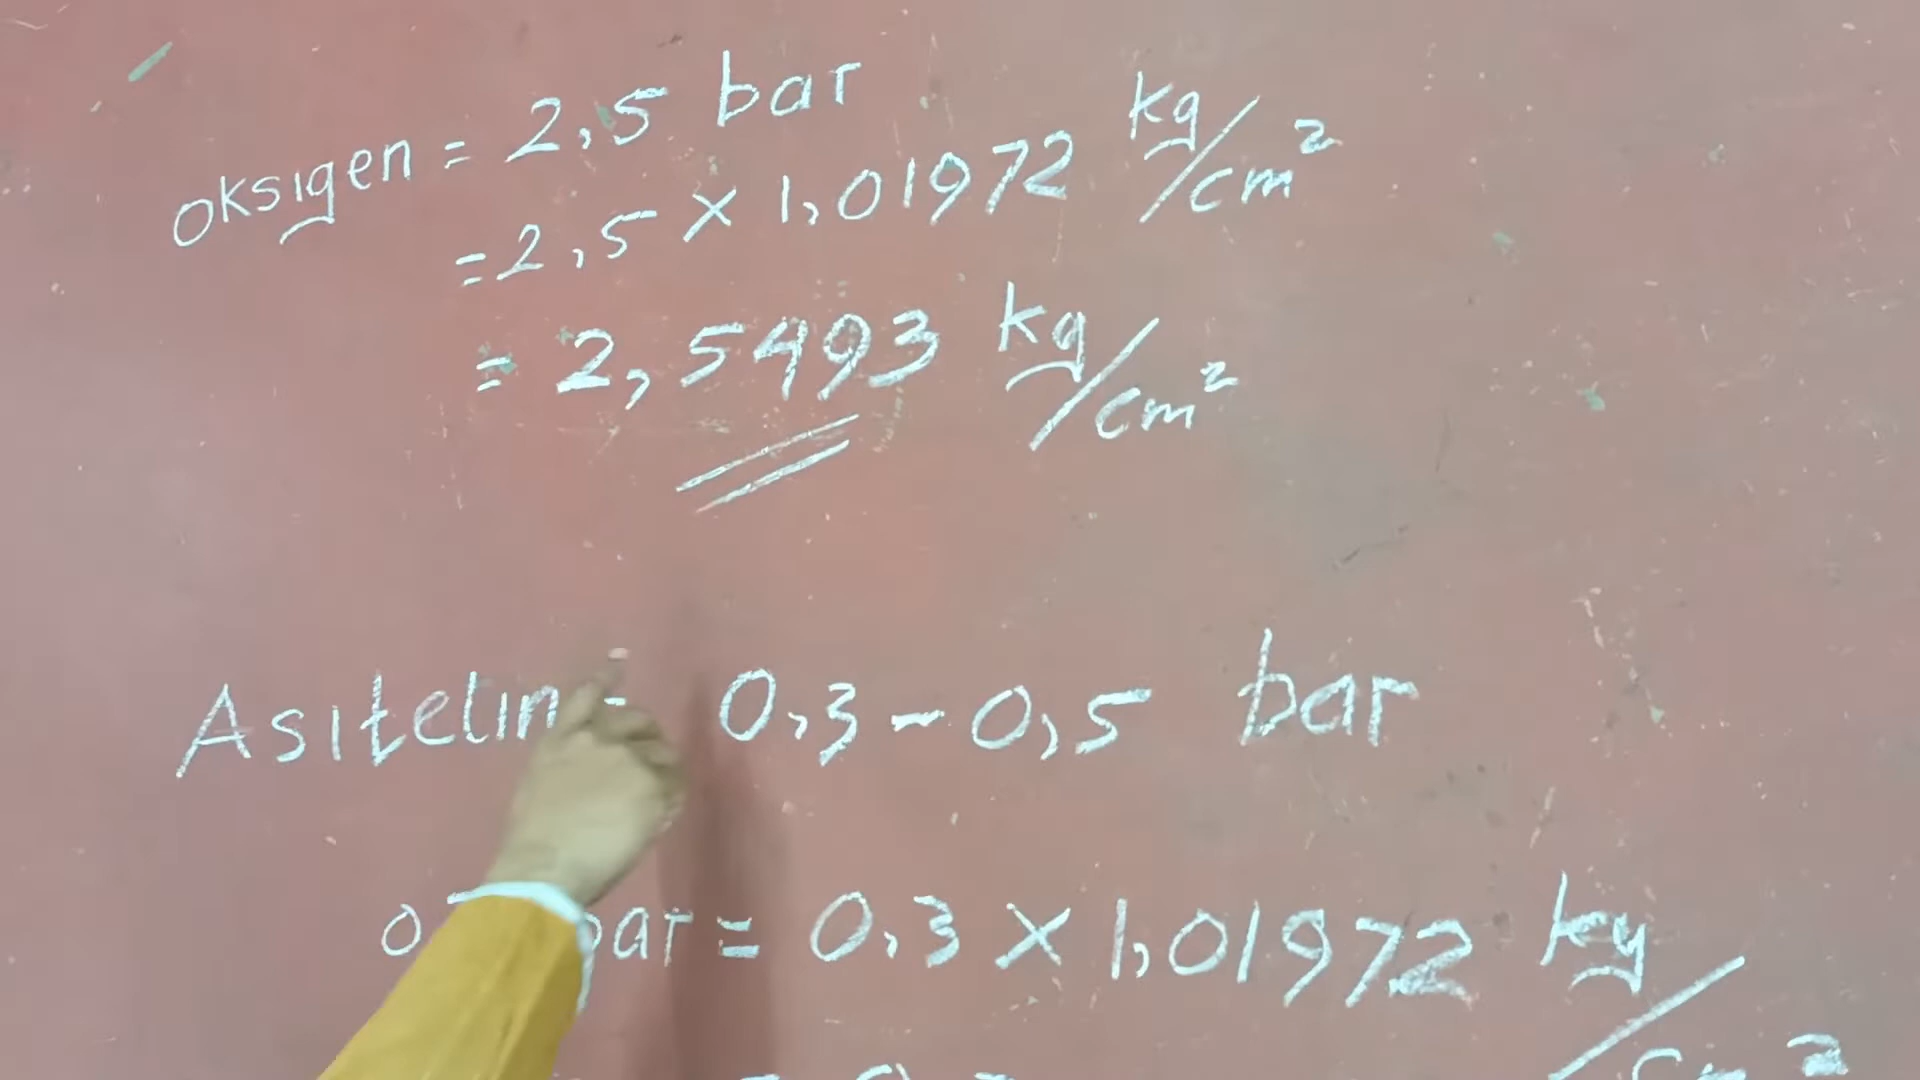 oksigen = 2,5 bar
= 2,5 × 1,01972 kg/cm²
= 2,5493 kg/cm²
Asitelin = 0,3 - 0,5 bar
= 0,3 × 1,01972 kg/cm²